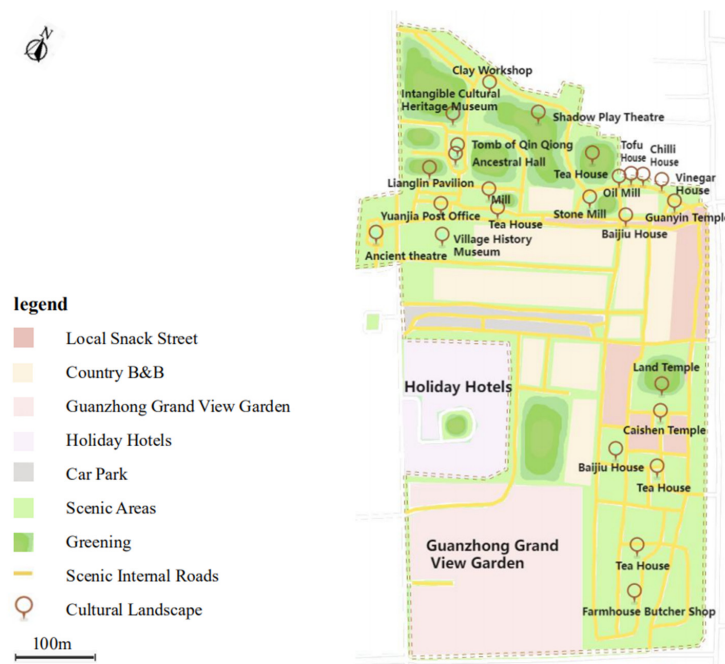 N
Clay Workshop
Intangible Cultural
Heritage Museum
Shadow Play Theatre
Tomb of Qin Qiong
Ancestral Hall
Tofu
House
Chilli
House
Tea House
Lianglin Pavilion
Mill
Oil Mill
Vinegar
House
Yuanjia Post Office
Tea House
Stone Mill
Guanyin Temple
Baijiu House
Village History
Museum
Ancient theatre
legend
Local Snack Street
Country B&B
Guanzhong Grand View Garden
Holiday Hotels
Car Park
Scenic Areas
Greening
Scenic Internal Roads
Cultural Landscape
100m
Holiday Hotels
Land Temple
Caishen Temple
Baijiu House
Tea House
Guanzhong Grand
View Garden
Tea House
Farmhouse Butcher Shop